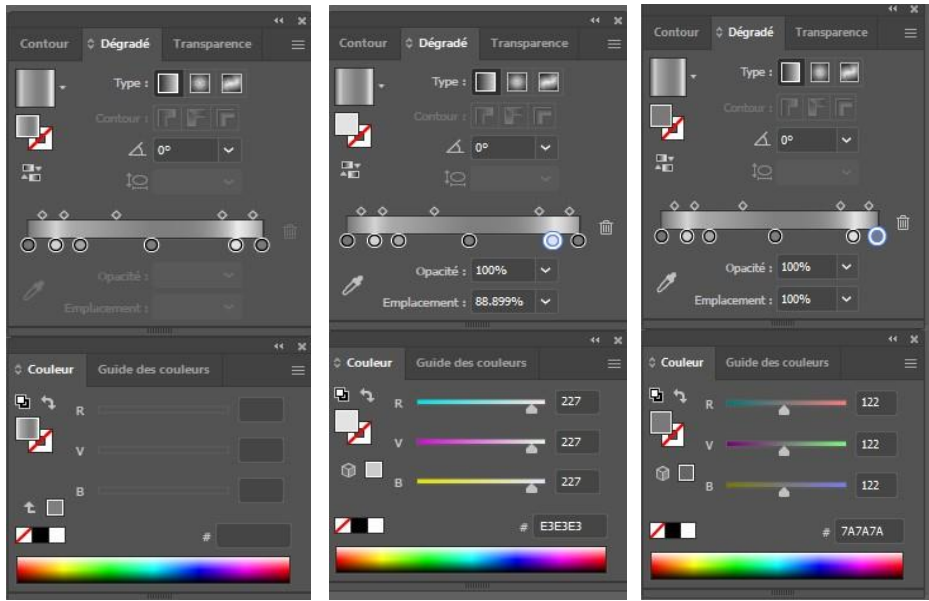 Contour Dégradé Transparence
Type :
Contour :
0°
Opacité :
Emplacement :
Couleur Guide des couleurs
R
V
B
#
Contour Dégradé Transparence
Type :
Contour :
0°
Opacité : 100%
Emplacement : 88.899%
Couleur Guide des couleurs
R 227
V 227
B 227
# E3E3E3
Contour Dégradé Transparence
Type :
Contour :
0°
Opacité : 100%
Emplacement : 100%
Couleur Guide des couleurs
R 122
V 122
B 122
# 7A7A7A